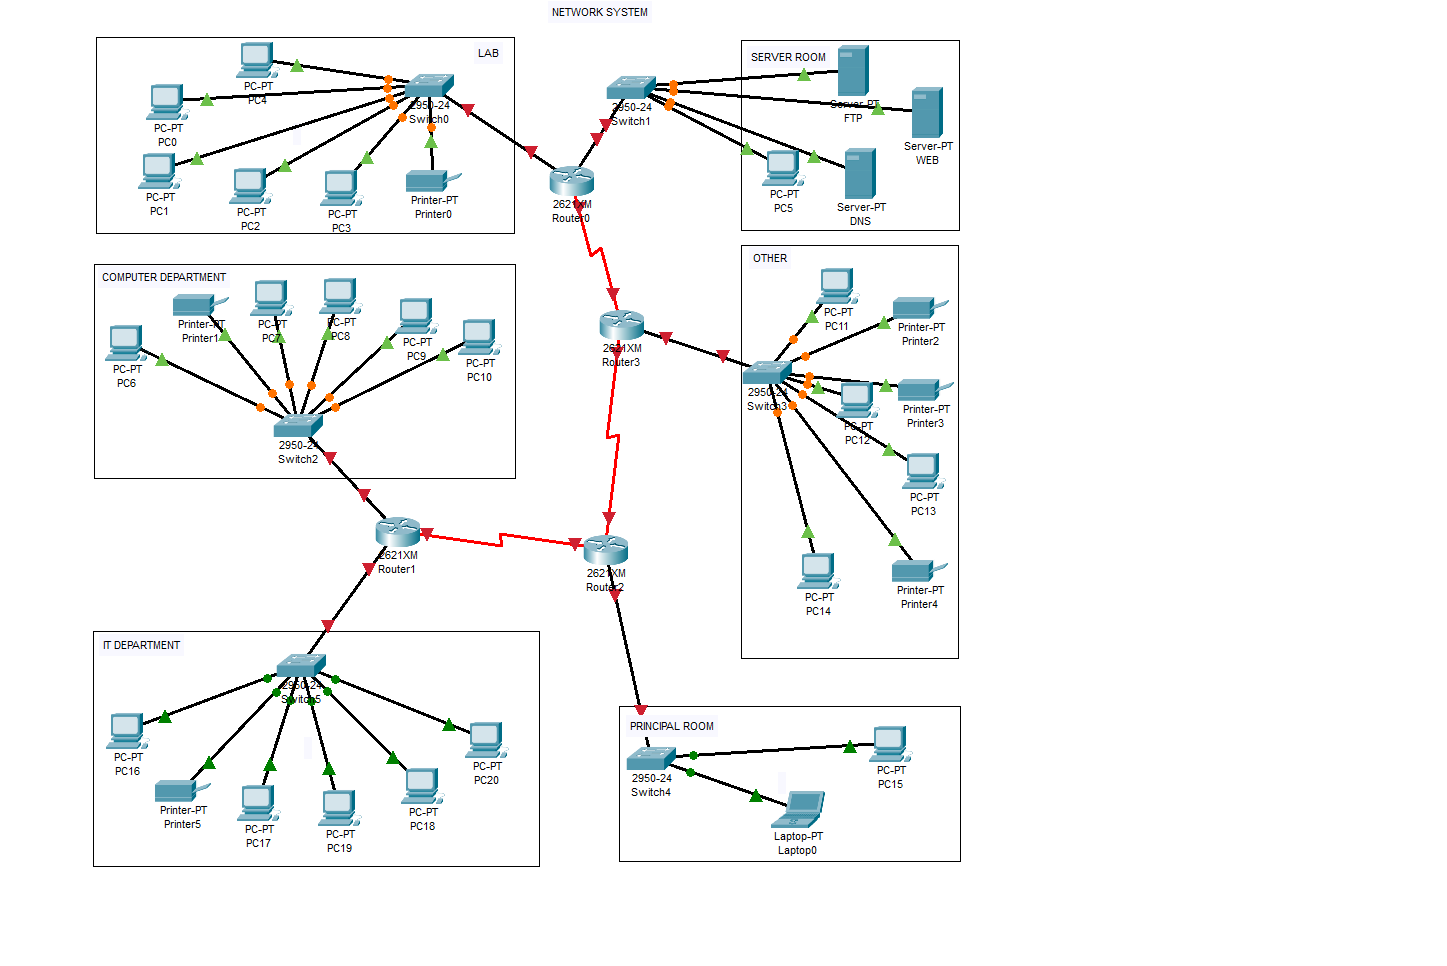 NETWORK SYSTEM
LAB
PC-PT
PC4
PC-PT
PC0
PC-PT
PC1
PC-PT
PC2
PC-PT
PC3
Printer-PT
Printer0
2950-24
Switch0
2950-24
Switch1
SERVER ROOM
Server-PT
FTP
Server-PT
WEB
PC-PT
PC5
Server-PT
DNS
2621XM
Router0
COMPUTER DEPARTMENT
Printer-PT
Printer1
PC-PT
PC7
PC-PT
PC8
PC-PT
PC9
PC-PT
PC10
PC-PT
PC6
2950-24
Switch2
2621XM
Router3
OTHER
PC-PT
PC11
Printer-PT
Printer2
2950-24
Switch3
Printer-PT
Printer3
PC-PT
PC12
PC-PT
PC13
PC-PT
PC14
Printer-PT
Printer4
2621XM
Router1
2621XM
Router2
IT DEPARTMENT
2950-24
Switch5
PC-PT
PC16
Printer-PT
Printer5
PC-PT
PC17
PC-PT
PC19
PC-PT
PC18
PC-PT
PC20
PRINCIPAL ROOM
2950-24
Switch4
PC-PT
PC15
Laptop-PT
Laptop0